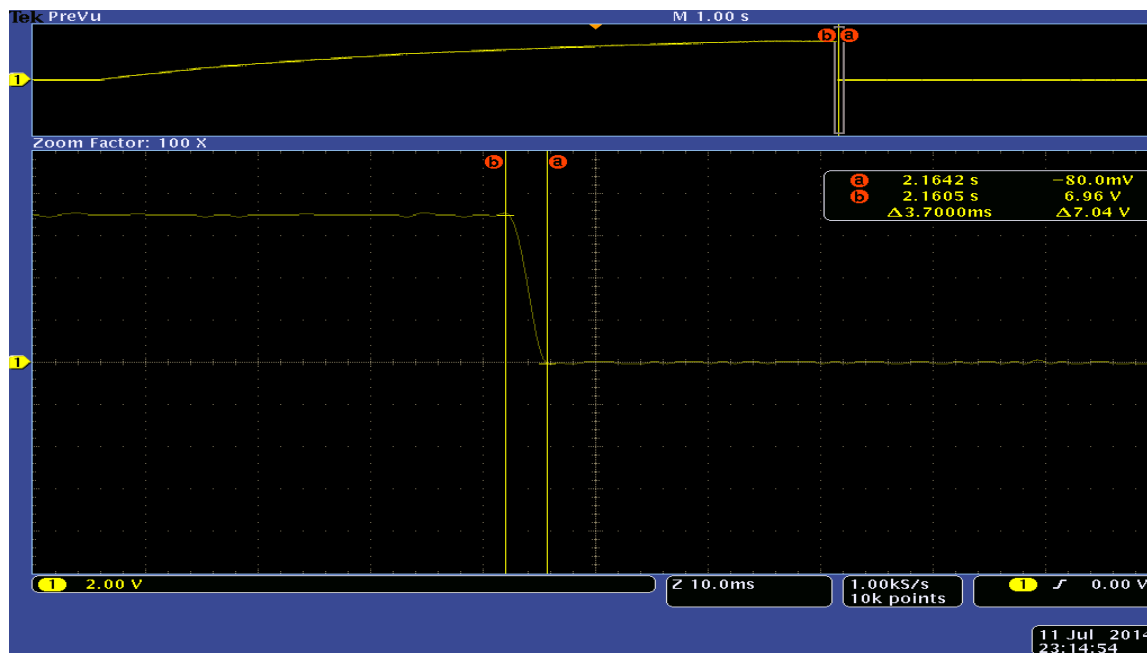 Tek PreVu M 1.00 s
b a
1
Zoom Factor: 100 X
b a
a 2.1642 s −80.0mV
b 2.1605 s 6.96 V
Δ3.7000ms Δ7.04 V
1
1 2.00 V Z 10.0ms 1.00kS/s 1 0.00 V
10k points
11 Jul 2014
23:14:54